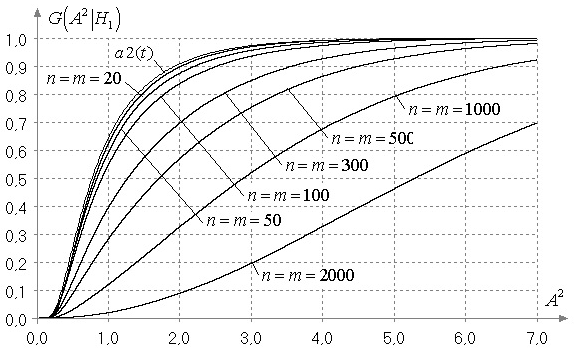 G(A²|H₁)
1,0
a2(t)
0,9
n=m= 20
0,8
n=m= 1000
0,7
n=m= 500
0,6
n=m= 300
0,5
n=m= 100
0,4
n=m= 50
0,3
0,2
n=m= 2000
0,1
A²
0,0
0,0 1,0 2,0 3,0 4,0 5,0 6,0 7,0